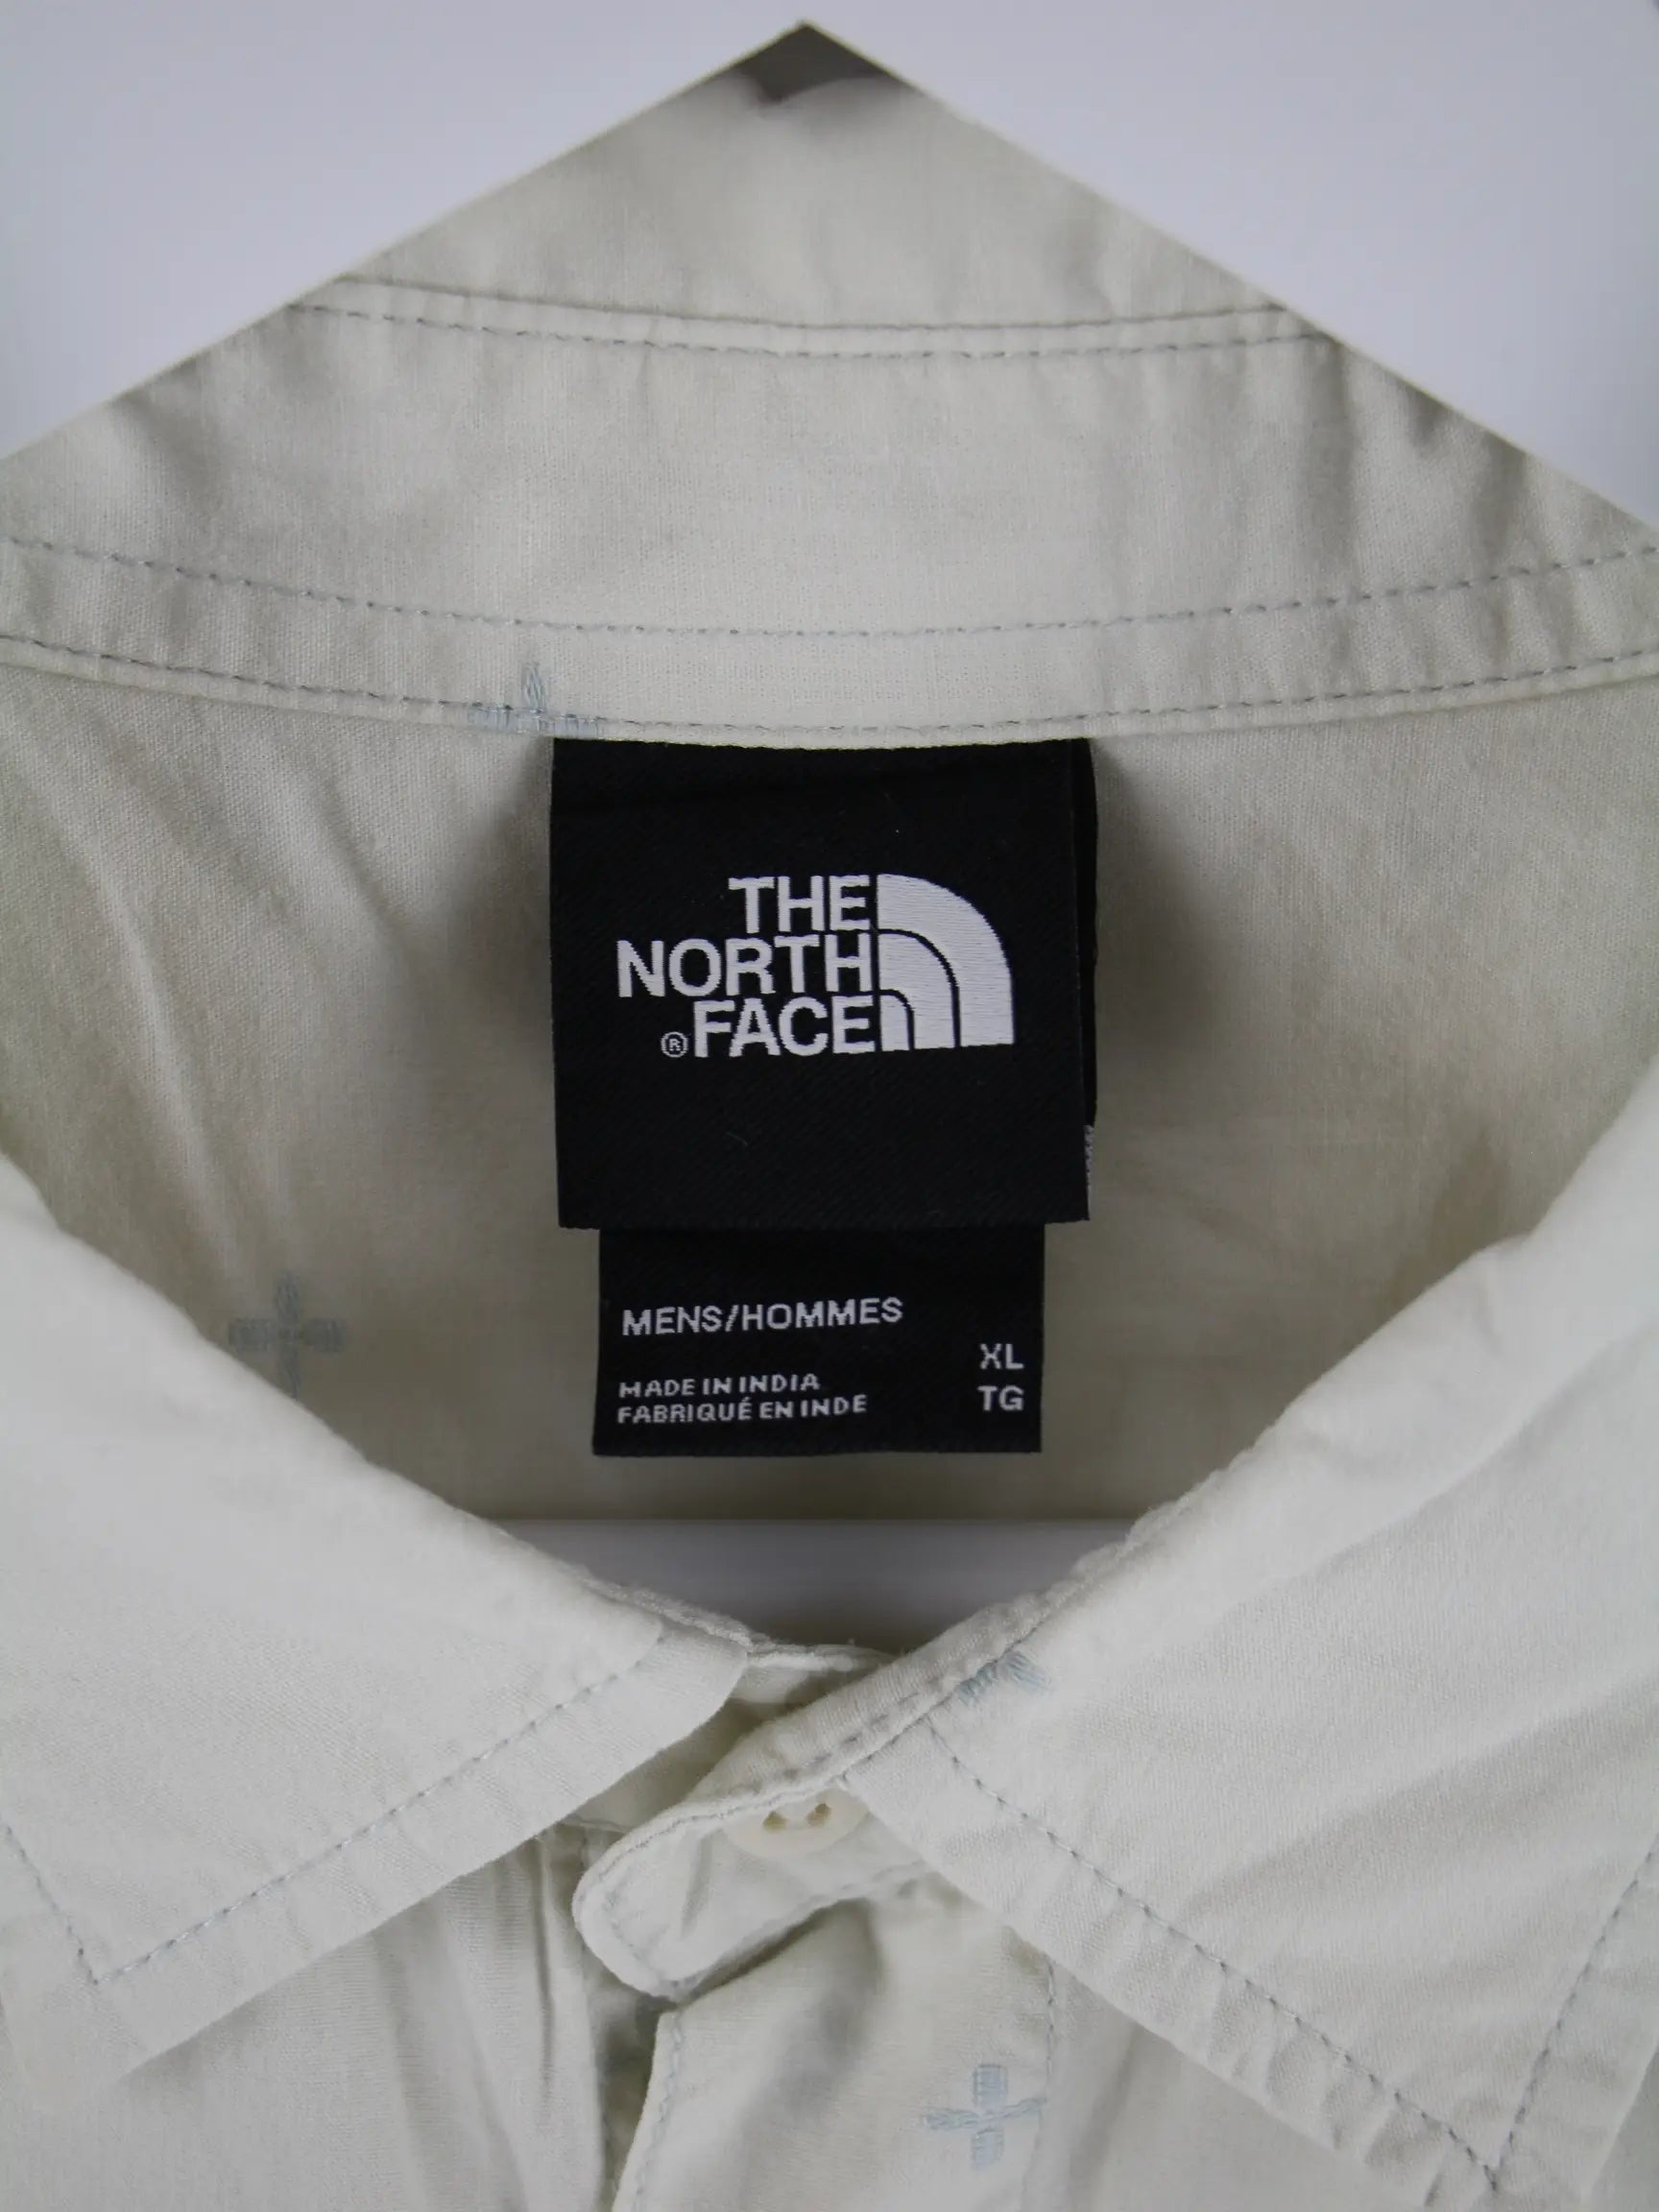 THE
NORTH
®FACE
MENS/HOMMES
XL
MADE IN INDIA
TG
FABRIQUÉ EN INDE